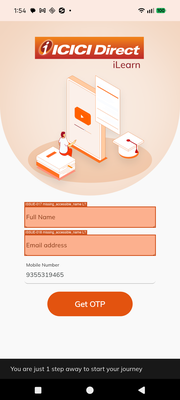 1:54
ICICI Direct
iLearn
Full Name
Email address
Mobile Number
9355319465
Get OTP
You are just 1 step away to start your journey